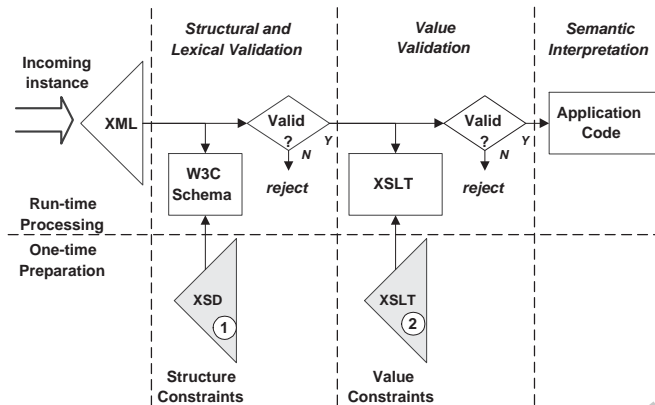 Structural and
Lexical Validation
Value
Validation
Semantic
Interpretation
Incoming
instance
XML
Valid
?
Y
N
reject
W3C
Schema
Valid
?
Y
N
reject
XSLT
Application
Code
Run-time
Processing
One-time
Preparation
XSD
1
XSLT
2
Structure
Constraints
Value
Constraints